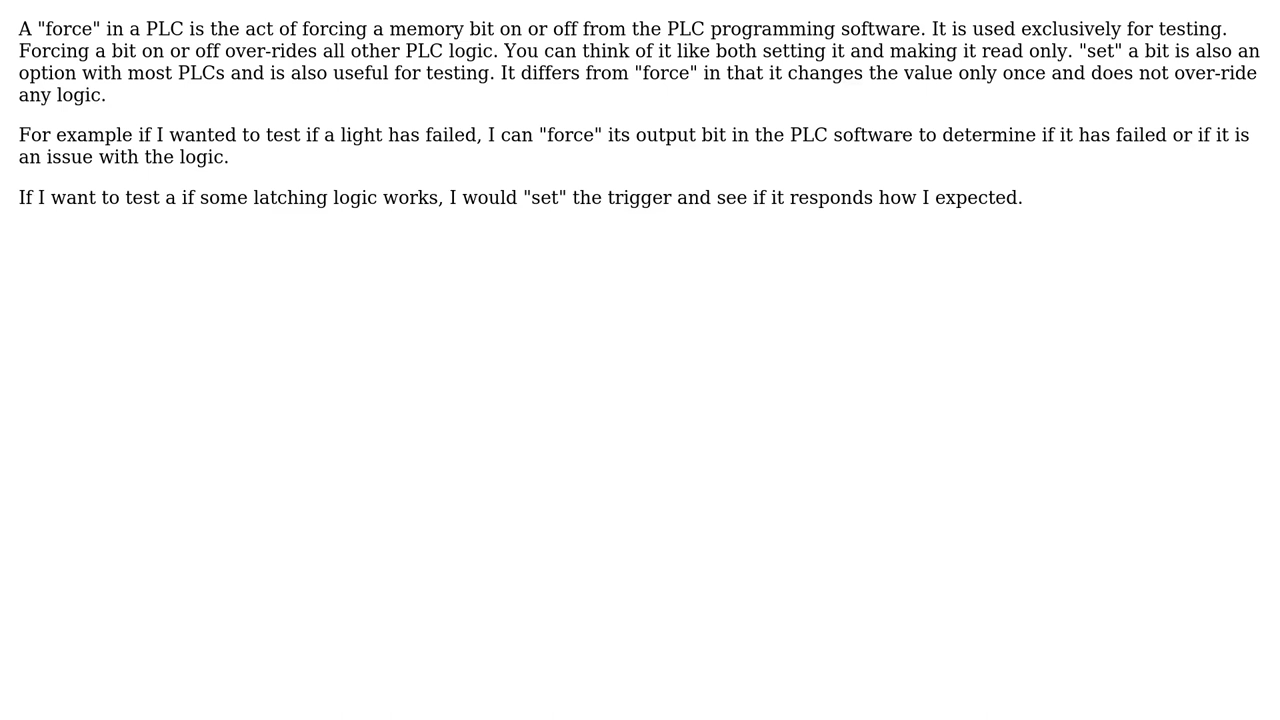 A "force" in a PLC is the act of forcing a memory bit on or off from the PLC programming software. It is used exclusively for testing.
Forcing a bit on or off over-rides all other PLC logic. You can think of it like both setting it and making it read only. "set" a bit is also an
option with most PLCs and is also useful for testing. It differs from "force" in that it changes the value only once and does not over-ride
any logic.
For example if I wanted to test if a light has failed, I can "force" its output bit in the PLC software to determine if it has failed or if it is
an issue with the logic.
If I want to test a if some latching logic works, I would "set" the trigger and see if it responds how I expected.